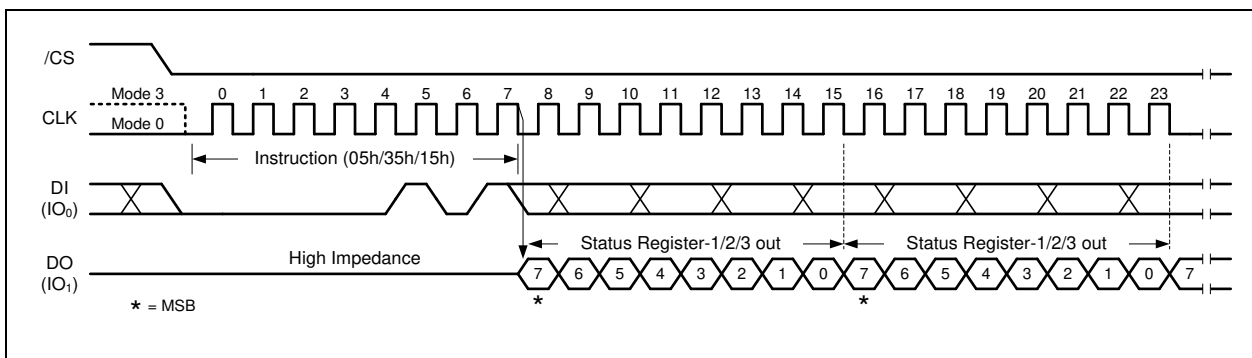 /CS
Mode 3
0 1 2 3 4 5 6 7 8 9 10 11 12 13 14 15 16 17 18 19 20 21 22 23
CLK
Mode 0
Instruction (05h/35h/15h)
DI
(IO₀)
Status Register-1/2/3 out Status Register-1/2/3 out
High Impedance
DO
(IO₁)
7 6 5 4 3 2 1 0 7 6 5 4 3 2 1 0 7
* *
* = MSB